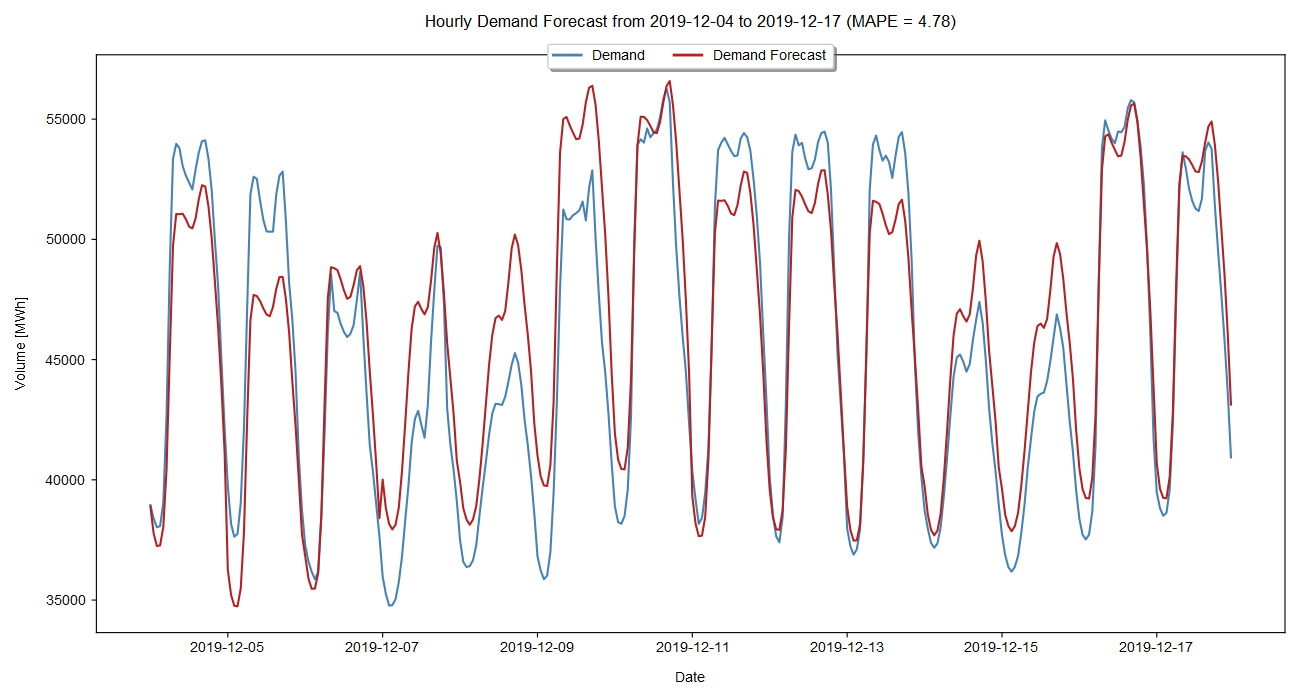 Hourly Demand Forecast from 2019-12-04 to 2019-12-17 (MAPE = 4.78)
Demand
Demand Forecast
Volume [MWh]
55000
50000
45000
40000
35000
2019-12-05
2019-12-07
2019-12-09
2019-12-11
2019-12-13
2019-12-15
2019-12-17
Date